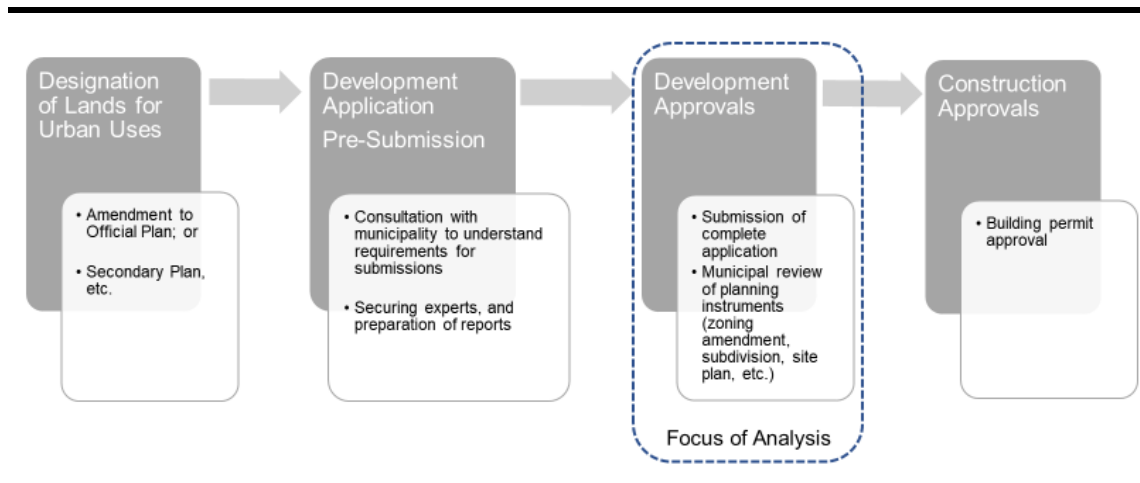 Designation
of Lands for
Urban Uses
• Amendment to
Official Plan; or
• Secondary Plan,
etc.
Development
Application
Pre-Submission
• Consultation with
municipality to understand
requirements for
submissions
• Securing experts, and
preparation of reports
Development
Approvals
• Submission of
complete
application
• Municipal review
of planning
instruments
(zoning
amendment,
subdivision, site
plan, etc.)
Focus of Analysis
Construction
Approvals
• Building permit
approval